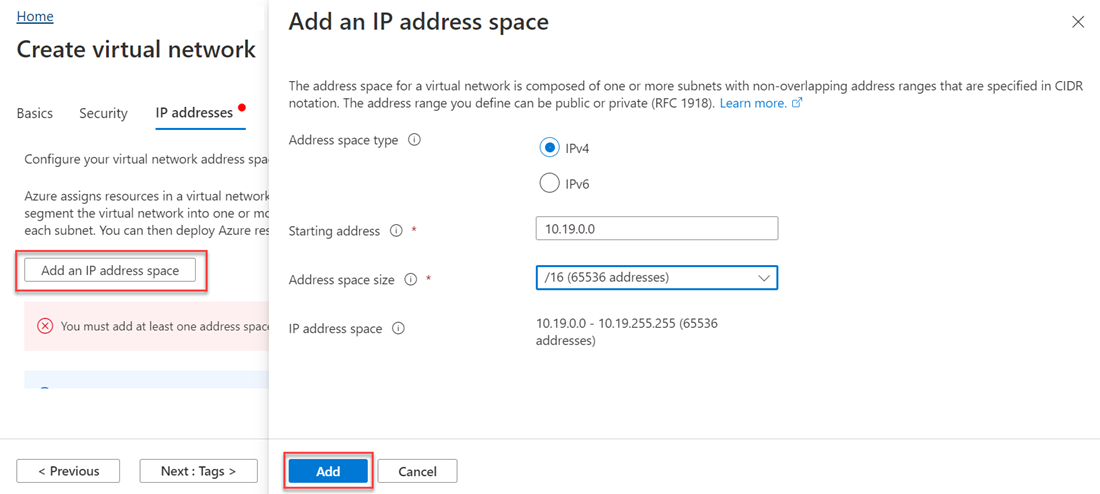 Home
Create virtual network
Basics Security IP addresses
Configure your virtual network address spa
Azure assigns resources in a virtual network
segment the virtual network into one or mo
each subnet. You can then deploy Azure res
Add an IP address space
You must add at least one address space
< Previous Next : Tags >
Add an IP address space
The address space for a virtual network is composed of one or more subnets with non-overlapping address ranges that are specified in CIDR
notation. The address range you define can be public or private (RFC 1918). Learn more.
Address space type
IPv4
IPv6
Starting address * 10.19.0.0
Address space size * /16 (65536 addresses)
IP address space 10.19.0.0 - 10.19.255.255 (65536
addresses)
Add Cancel